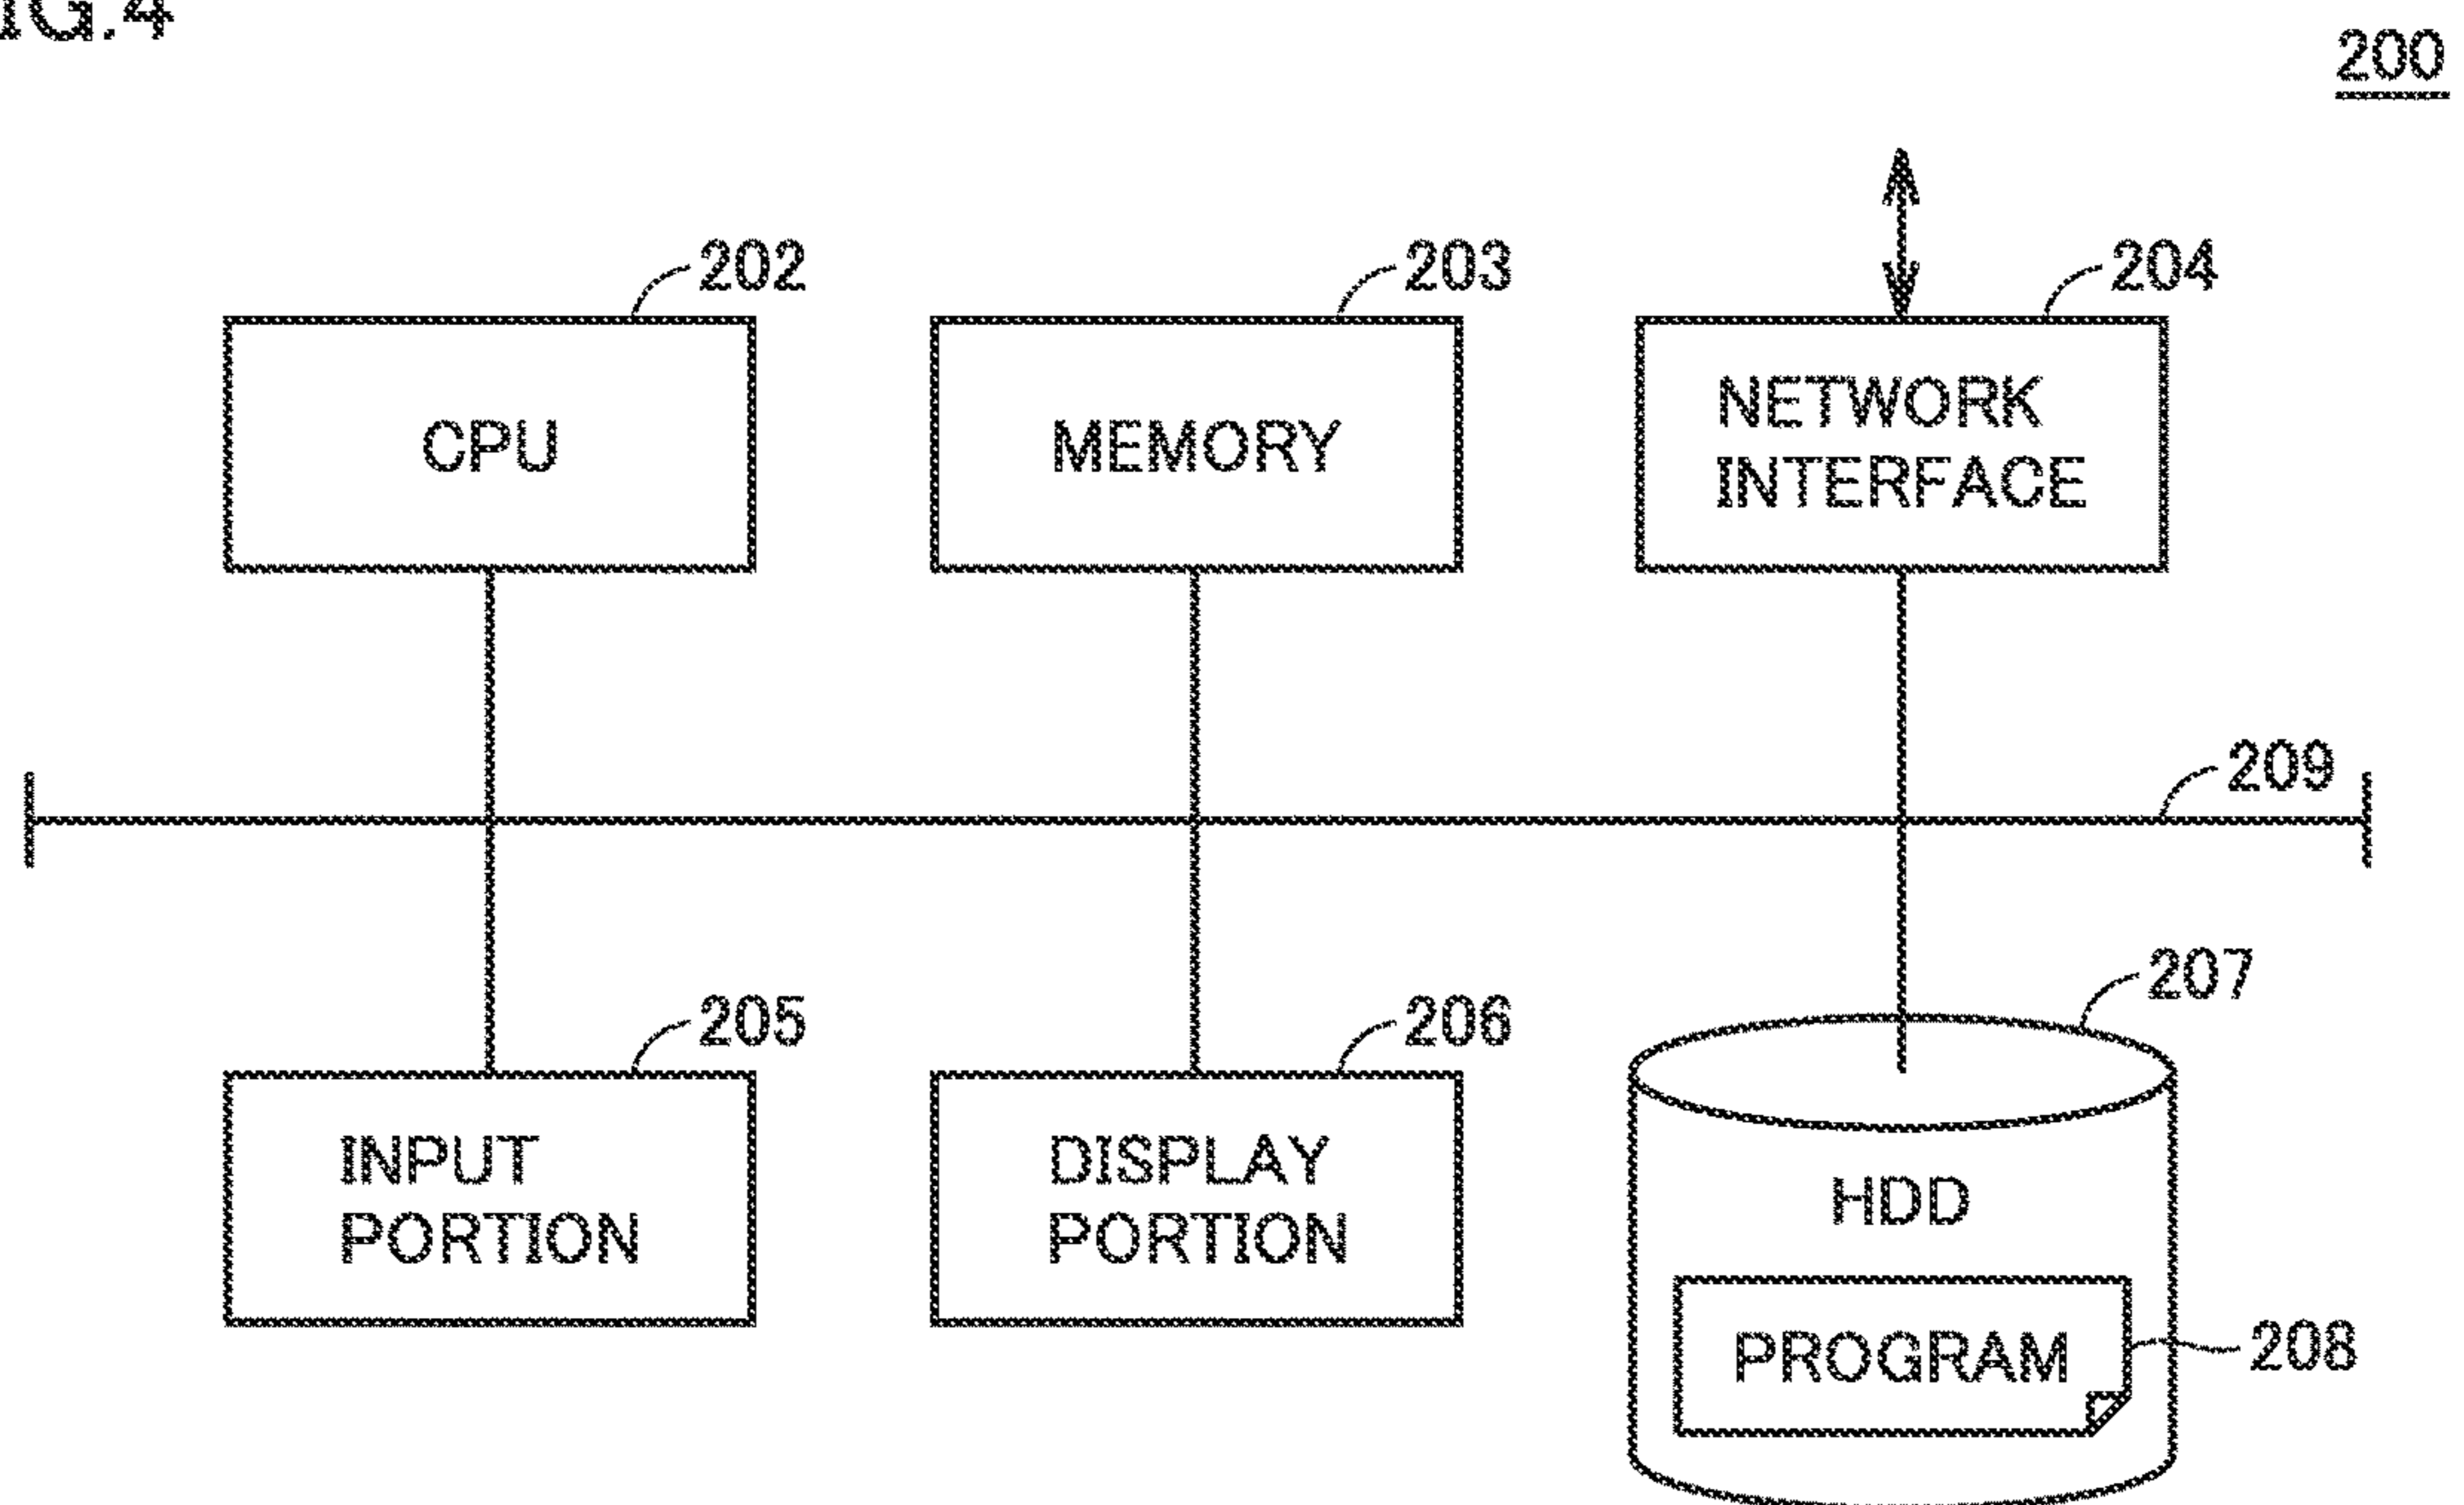 FIG.4
200
202
203
204
CPU
MEMORY
NETWORK
INTERFACE
209
205
206
207
INPUT
PORTION
DISPLAY
PORTION
HDD
PROGRAM
208